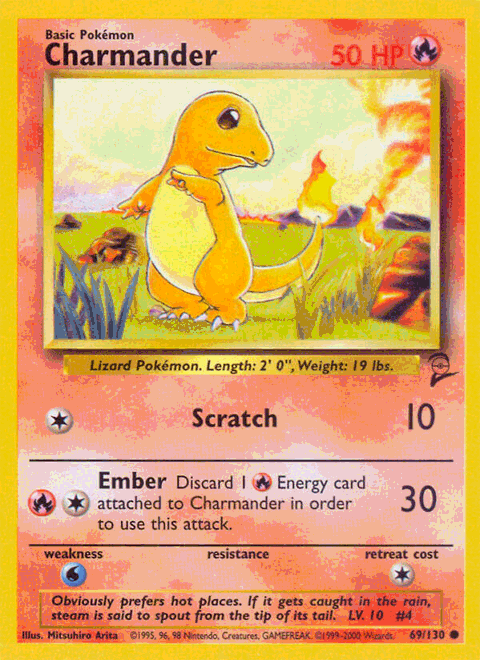 Basic Pokémon
Charmander 50 HP
Lizard Pokémon. Length: 2' 0", Weight: 19 lbs.
Scratch 10
Ember Discard 1 Energy card
attached to Charmander in order
to use this attack.
30
weakness resistance retreat cost
Obviously prefers hot places. If it gets caught in the rain,
steam is said to spout from the tip of its tail. LV. 10 #4
Illus. Mitsuhiro Arita ©1995, 96, 98 Nintendo, Creatures, GAMEFREAK. ©1999-2000 Wizards. 69/130